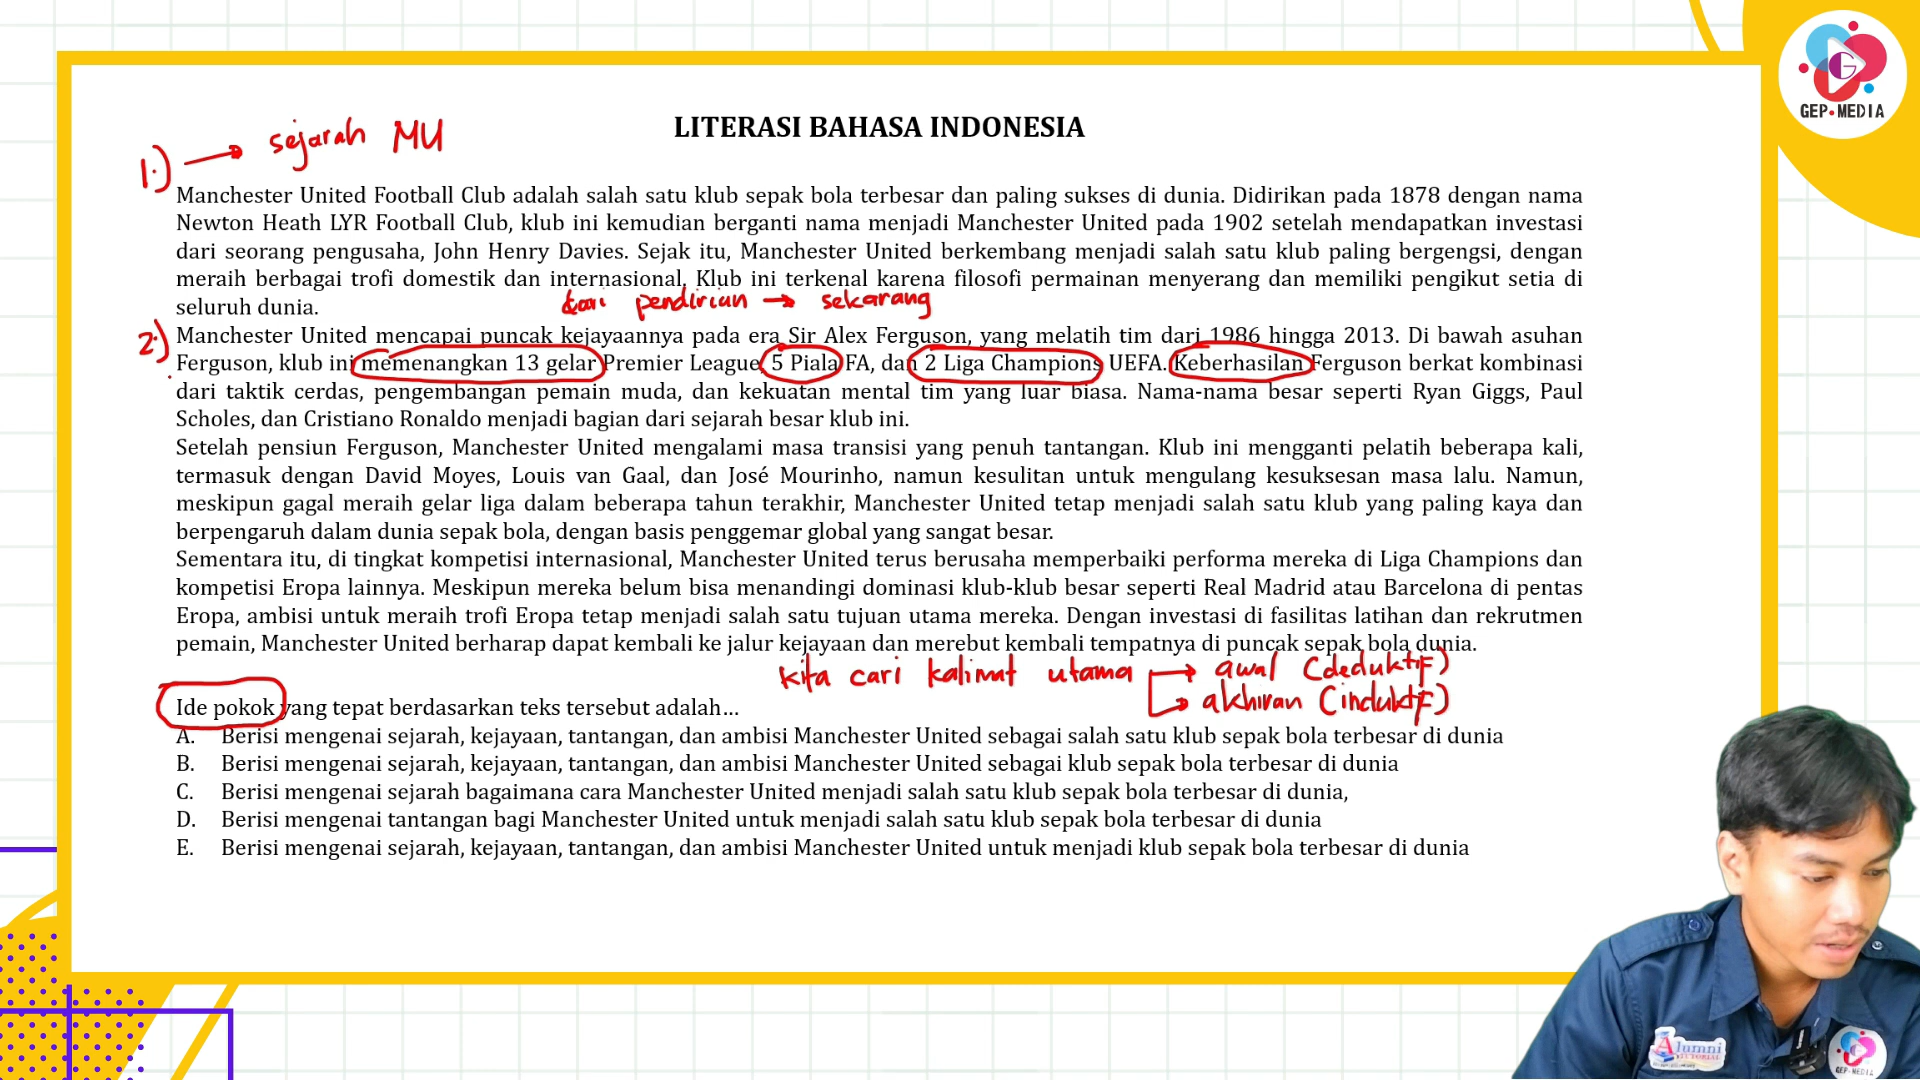 GEP•MEDIA
LITERASI BAHASA INDONESIA
1.) → sejarah MU
Manchester United Football Club adalah salah satu klub sepak bola terbesar dan paling sukses di dunia. Didirikan pada 1878 dengan nama
Newton Heath LYR Football Club, klub ini kemudian berganti nama menjadi Manchester United pada 1902 setelah mendapatkan investasi
dari seorang pengusaha, John Henry Davies. Sejak itu, Manchester United berkembang menjadi salah satu klub paling bergengsi, dengan
meraih berbagai trofi domestik dan internasional. Klub ini terkenal karena filosofi permainan menyerang dan memiliki pengikut setia di
seluruh dunia.
dari pendirian → sekarang
2.)
Manchester United mencapai puncak kejayaannya pada era Sir Alex Ferguson, yang melatih tim dari 1986 hingga 2013. Di bawah asuhan
Ferguson, klub ini memenangkan 13 gelar Premier League, 5 Piala FA, dan 2 Liga Champions UEFA. Keberhasilan Ferguson berkat kombinasi
dari taktik cerdas, pengembangan pemain muda, dan kekuatan mental tim yang luar biasa. Nama-nama besar seperti Ryan Giggs, Paul
Scholes, dan Cristiano Ronaldo menjadi bagian dari sejarah besar klub ini.
Setelah pensiun Ferguson, Manchester United mengalami masa transisi yang penuh tantangan. Klub ini mengganti pelatih beberapa kali,
termasuk dengan David Moyes, Louis van Gaal, dan José Mourinho, namun kesulitan untuk mengulang kesuksesan masa lalu. Namun,
meskipun gagal meraih gelar liga dalam beberapa tahun terakhir, Manchester United tetap menjadi salah satu klub yang paling kaya dan
berpengaruh dalam dunia sepak bola, dengan basis penggemar global yang sangat besar.
Sementara itu, di tingkat kompetisi internasional, Manchester United terus berusaha memperbaiki performa mereka di Liga Champions dan
kompetisi Eropa lainnya. Meskipun mereka belum bisa menandingi dominasi klub-klub besar seperti Real Madrid atau Barcelona di pentas
Eropa, ambisi untuk meraih trofi Eropa tetap menjadi salah satu tujuan utama mereka. Dengan investasi di fasilitas latihan dan rekrutmen
pemain, Manchester United berharap dapat kembali ke jalur kejayaan dan merebut kembali tempatnya di puncak sepak bola dunia.
kita cari kalimat utama → awal (deduktif)
→ akhiran (induktif)
Ide pokok yang tepat berdasarkan teks tersebut adalah...
A. Berisi mengenai sejarah, kejayaan, tantangan, dan ambisi Manchester United sebagai salah satu klub sepak bola terbesar di dunia
B. Berisi mengenai sejarah, kejayaan, tantangan, dan ambisi Manchester United sebagai klub sepak bola terbesar di dunia
C. Berisi mengenai sejarah bagaimana cara Manchester United menjadi salah satu klub sepak bola terbesar di dunia,
D. Berisi mengenai tantangan bagi Manchester United untuk menjadi salah satu klub sepak bola terbesar di dunia
E. Berisi mengenai sejarah, kejayaan, tantangan, dan ambisi Manchester United untuk menjadi klub sepak bola terbesar di dunia
Alumni
GEP•MEDIA